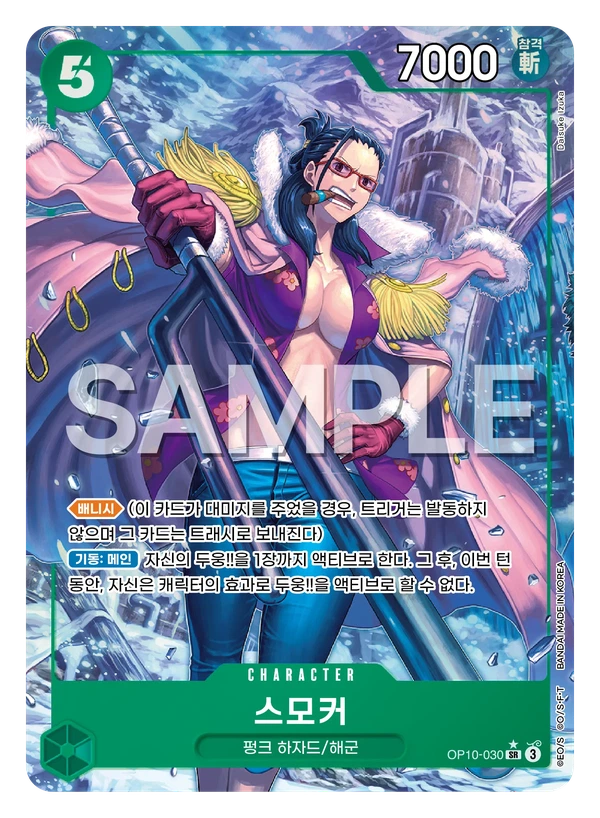 5
7000
참격
斬
Daisuke Izuka
SAMPLE
배니시 (이 카드가 대미지를 주었을 경우, 트리거는 발동하지
않으며 그 카드는 트래시로 보내진다)
기동: 메인 자신의 두웅!!을 1장까지 액티브로 한다. 그 후, 이번 턴
동안, 자신은 캐릭터의 효과로 두웅!!을 액티브로 할 수 없다.
©E.O/S. ©E.O/S.,T,F BANDAI MADE IN KOREA
CHARACTER
스모커
펑크 하자드/해군
OP10-030 SR 3